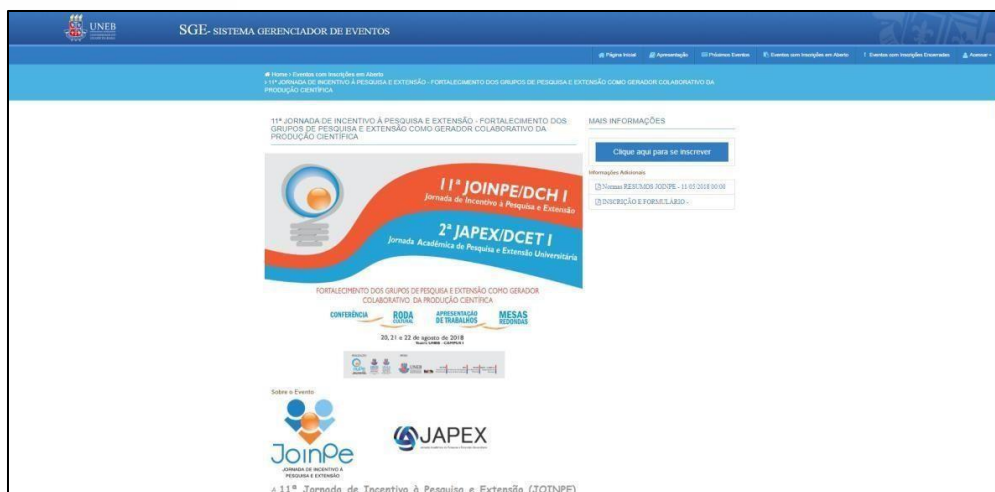 UNEB
SGE- SISTEMA GERENCIADOR DE EVENTOS
Página Inicial
Apresentação
Próximos Eventos
Eventos com Inscrições em Aberto
Eventos com Inscrições Encerradas
Acessar
Home › Eventos com Inscrições em Aberto
› 11ª JORNADA DE INCENTIVO À PESQUISA E EXTENSÃO - FORTALECIMENTO DOS GRUPOS DE PESQUISA E EXTENSÃO COMO GERADOR COLABORATIVO DA
PRODUÇÃO CIENTÍFICA
11ª JORNADA DE INCENTIVO À PESQUISA E EXTENSÃO - FORTALECIMENTO DOS
GRUPOS DE PESQUISA E EXTENSÃO COMO GERADOR COLABORATIVO DA
PRODUÇÃO CIENTÍFICA
11ª JOINPE/DCH I
Jornada de Incentivo à Pesquisa e Extensão
2ª JAPEX/DCET I
Jornada Acadêmica de Pesquisa e Extensão Universitária
FORTALECIMENTO DOS GRUPOS DE PESQUISA E EXTENSÃO COMO GERADOR
COLABORATIVO DA PRODUÇÃO CIENTÍFICA
CONFERÊNCIA
RODA
CULTURAL
APRESENTAÇÃO
DE TRABALHOS
MESAS
REDONDAS
20, 21 e 22 de agosto de 2018
UNEB - CAMPUS I
UNEB
Sobre o Evento
JoinPe
JORNADA DE INCENTIVO À
PESQUISA E EXTENSÃO
JAPEX
A 11ª Jornada de Incentivo à Pesquisa e Extensão (JOINPE)
MAIS INFORMAÇÕES
Clique aqui para se inscrever
Informações Adicionais
Normas RESUMOS JOINPE - 11/05/2018 00:00
INSCRIÇÃO E FORMULÁRIO -